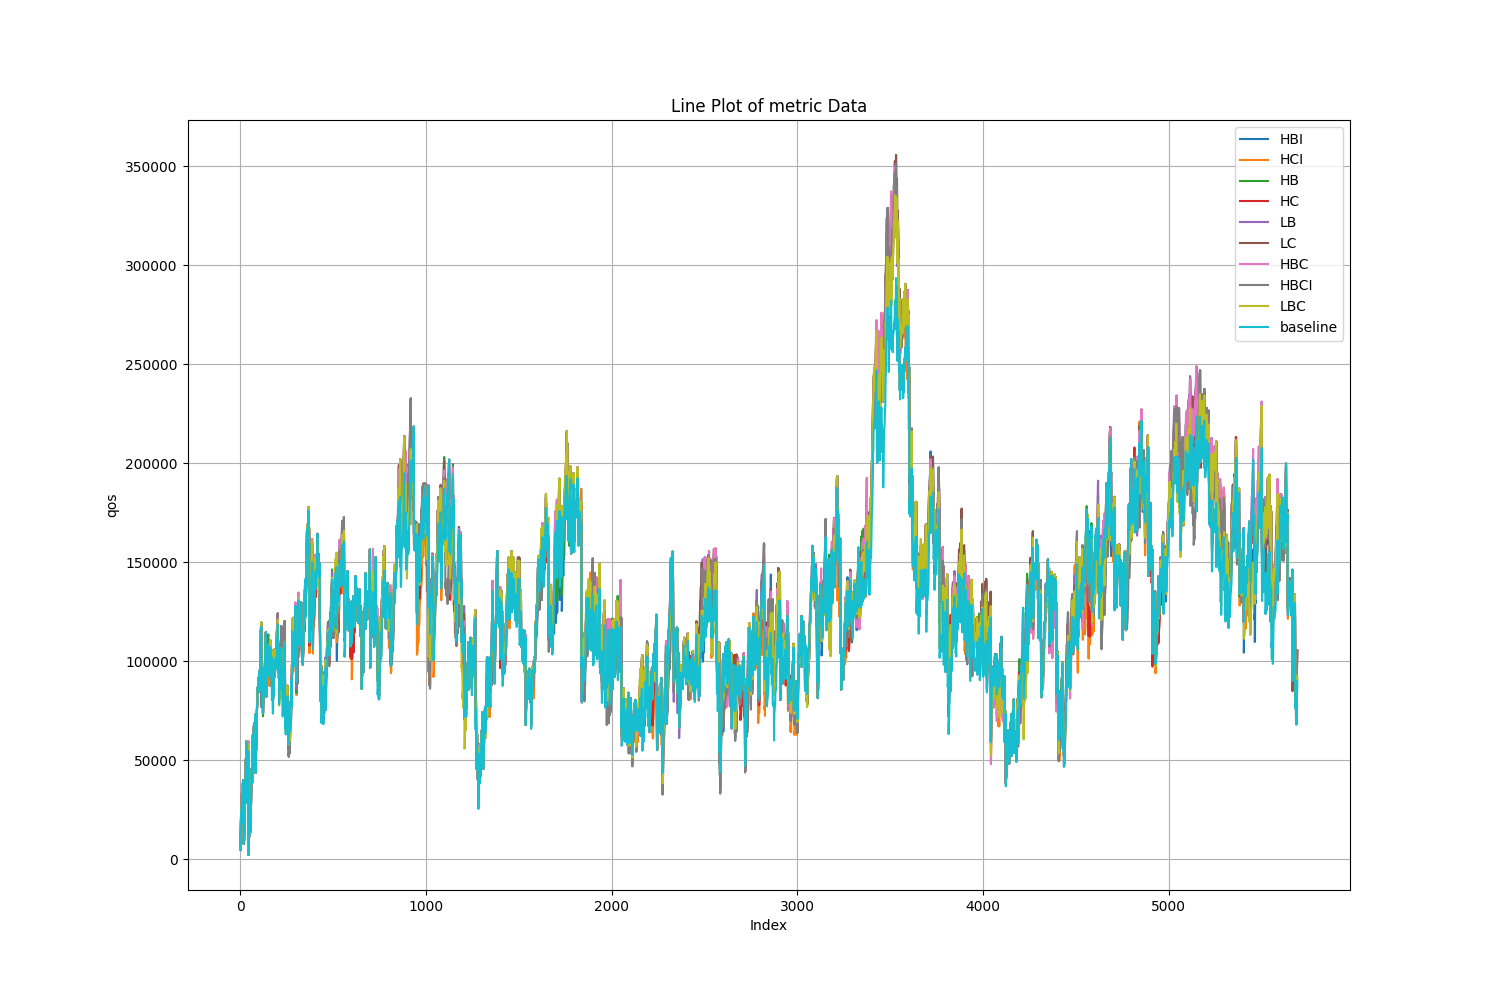 Line Plot of metric Data
qos
350000
300000
250000
200000
150000
100000
50000
0
0 1000 2000 3000 4000 5000
Index
HBI
HCI
HB
HC
LB
LC
HBC
HBCI
LBC
baseline